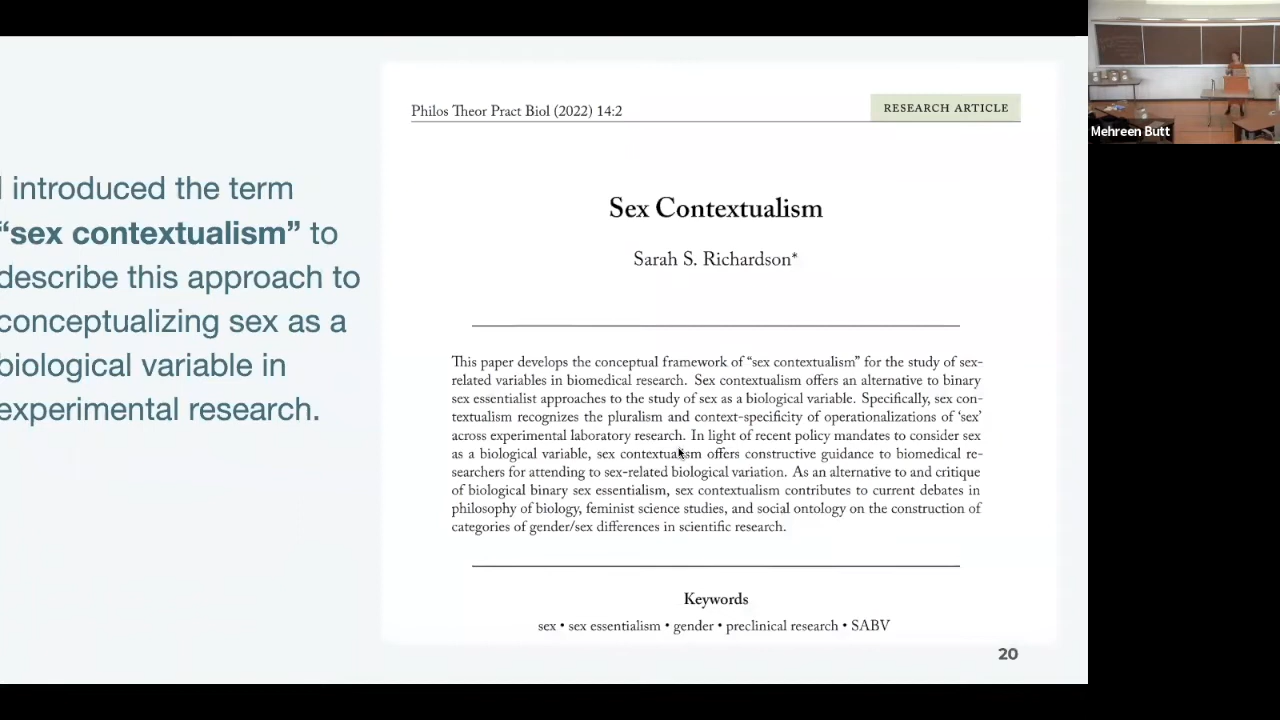 I introduced the term
“sex contextualism” to
describe this approach to
conceptualizing sex as a
biological variable in
experimental research.
Philos Theor Pract Biol (2022) 14:2
RESEARCH ARTICLE
Sex Contextualism
Sarah S. Richardson*
This paper develops the conceptual framework of “sex contextualism” for the study of sex-
related variables in biomedical research. Sex contextualism offers an alternative to binary
sex essentialist approaches to the study of sex as a biological variable. Specifically, sex con-
textualism recognizes the pluralism and context-specificity of operationalizations of ‘sex’
across experimental laboratory research. In light of recent policy mandates to consider sex
as a biological variable, sex contextualism offers constructive guidance to biomedical re-
searchers for attending to sex-related biological variation. As an alternative to and critique
of biological binary sex essentialism, sex contextualism contributes to current debates in
philosophy of biology, feminist science studies, and social ontology on the construction of
categories of gender/sex differences in scientific research.
Keywords
sex • sex essentialism • gender • preclinical research • SABV
20
Mehreen Butt